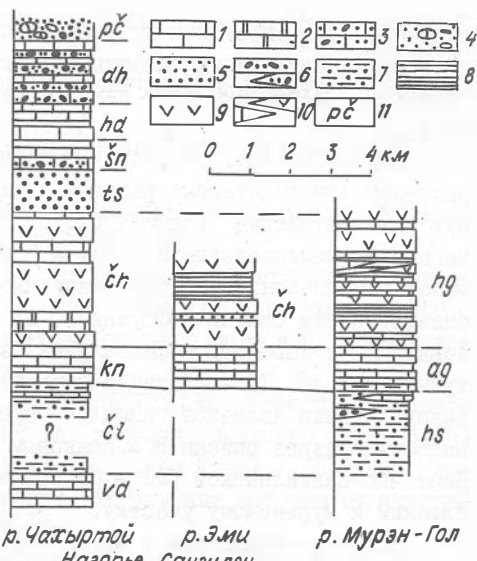 pč
dh
hd
šn
ts
čh
kn
čl
?
yd
1
2
3
4
5
6
7
8
9
10
pč
11
0 1 2 3 4 км
ch
hg
ag
hs
р. Чахыртой
р. Эми
р. Мурэн-Гол
Нагорье Сангилен